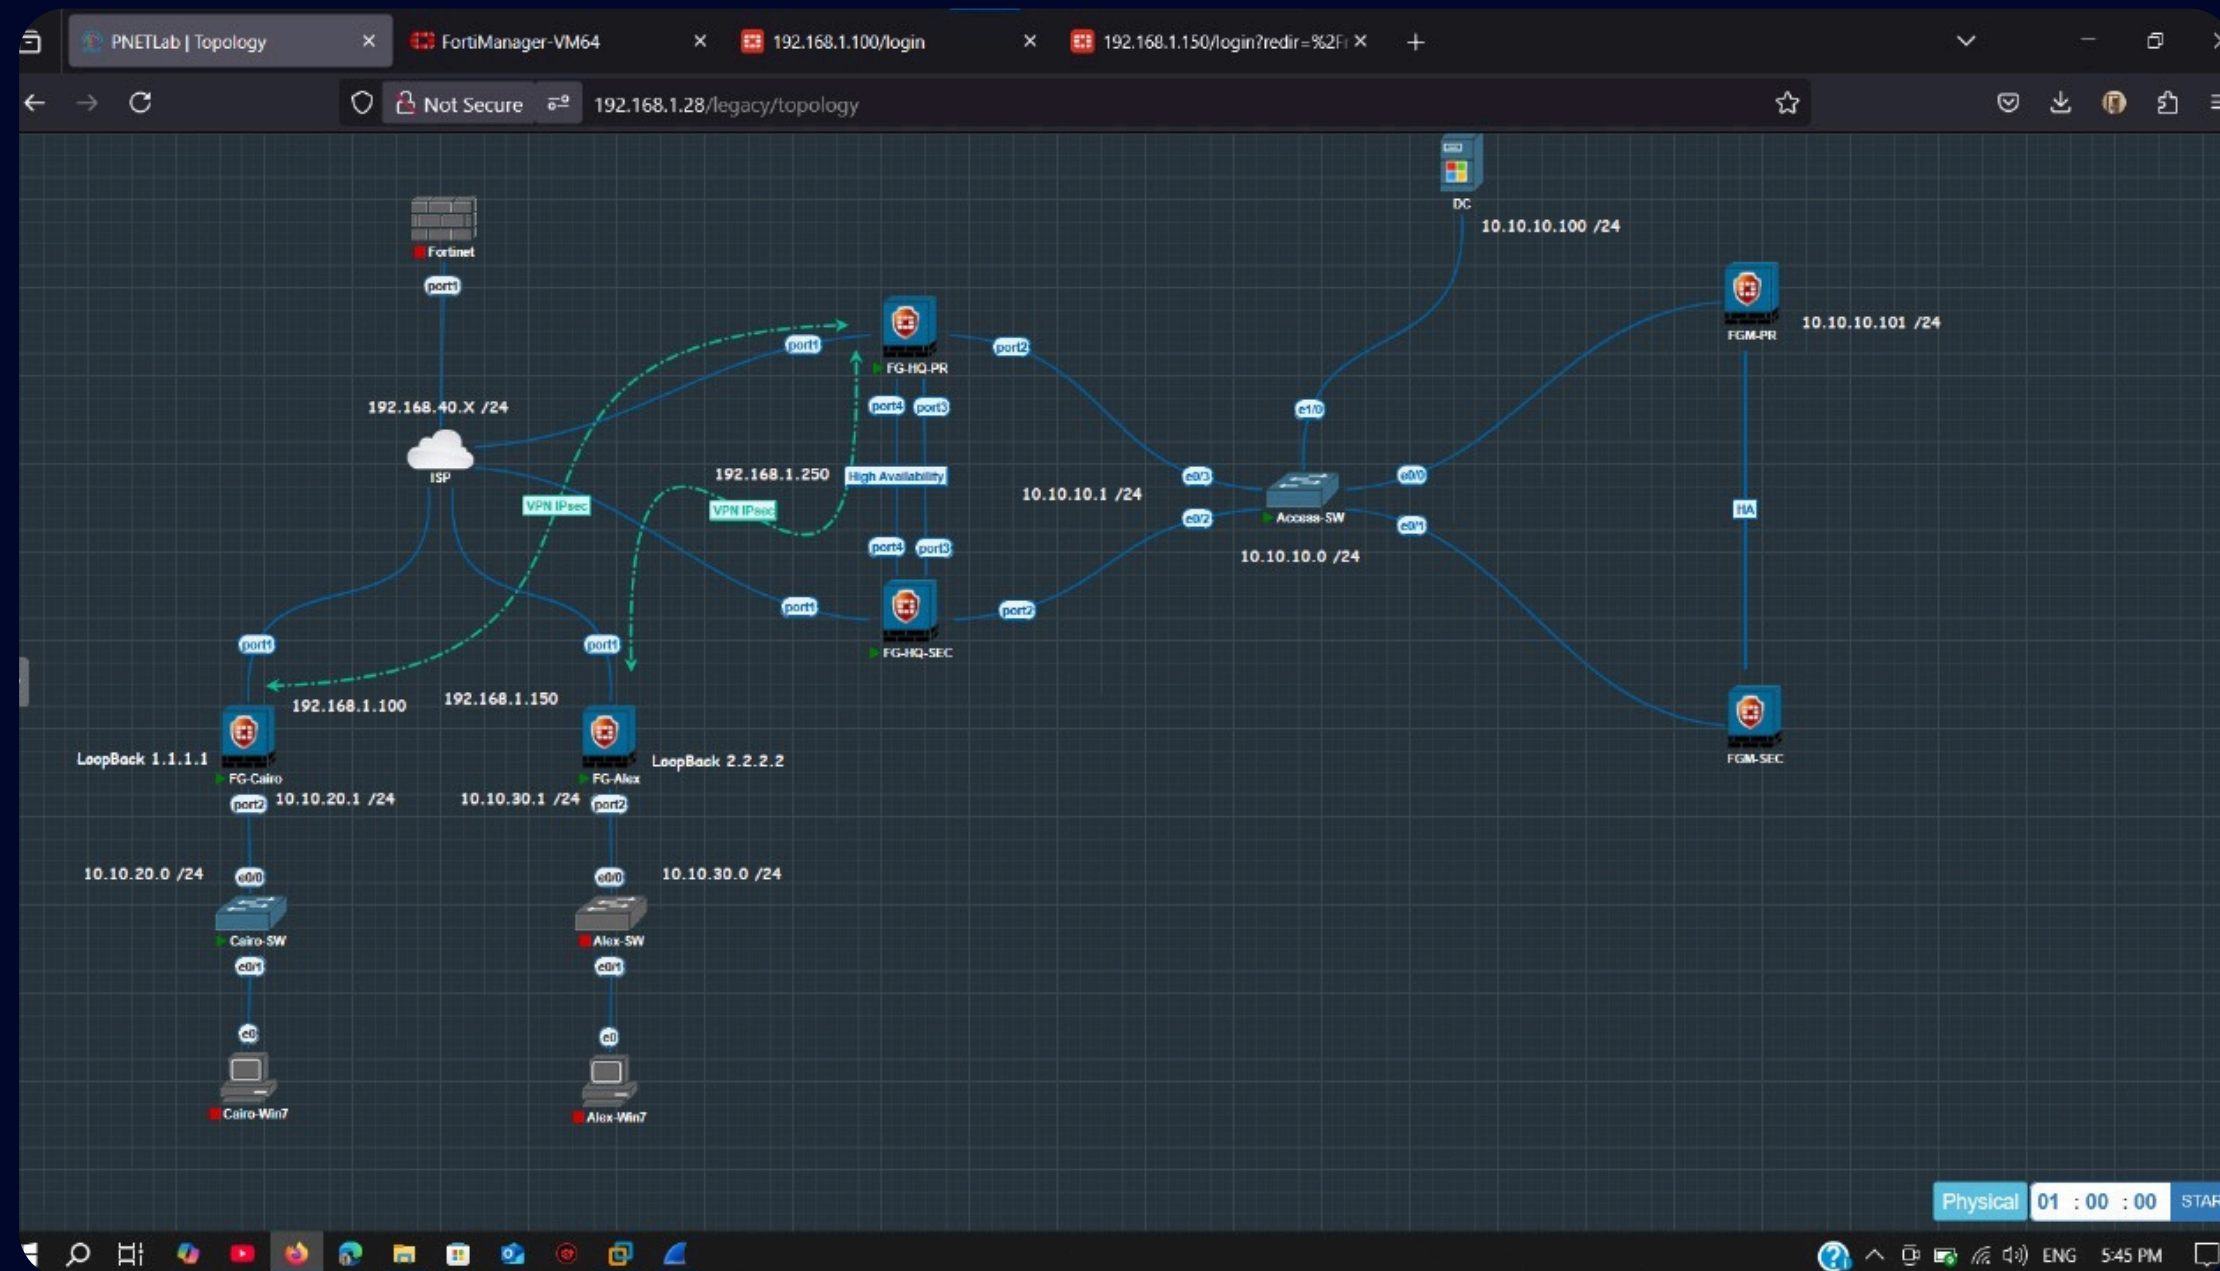 PNETLab | Topology
FortiManager-VM64
192.168.1.100/login
192.168.1.150/login?redir=%2F
Not Secure
192.168.1.28/legacy/topology
DC
10.10.10.100 /24
Fortinet
port1
FGM-PR
10.10.10.101 /24
port1
FG-HQ-PR
port2
port4
port3
192.168.40.X /24
ISP
e1/0
192.168.1.250
High Availability
VPN IPsec
VPN IPsec
10.10.10.1 /24
e0/3
e0/0
e0/2
Access-SW
e0/1
10.10.10.0 /24
HA
port4
port3
port1
FG-HQ-SEC
port2
port1
port1
192.168.1.100
192.168.1.150
LoopBack 1.1.1.1
FG-Cairo
LoopBack 2.2.2.2
FG-Alex
FGM-SEC
port2
10.10.20.1 /24
10.10.30.1 /24
port2
10.10.20.0 /24
e0/0
e0/0
10.10.30.0 /24
Cairo-SW
Alex-SW
e0/1
e0/1
e0
e0
Cairo-Win7
Alex-Win7
Physical
01 : 00 : 00
STAR
ENG
5:45 PM